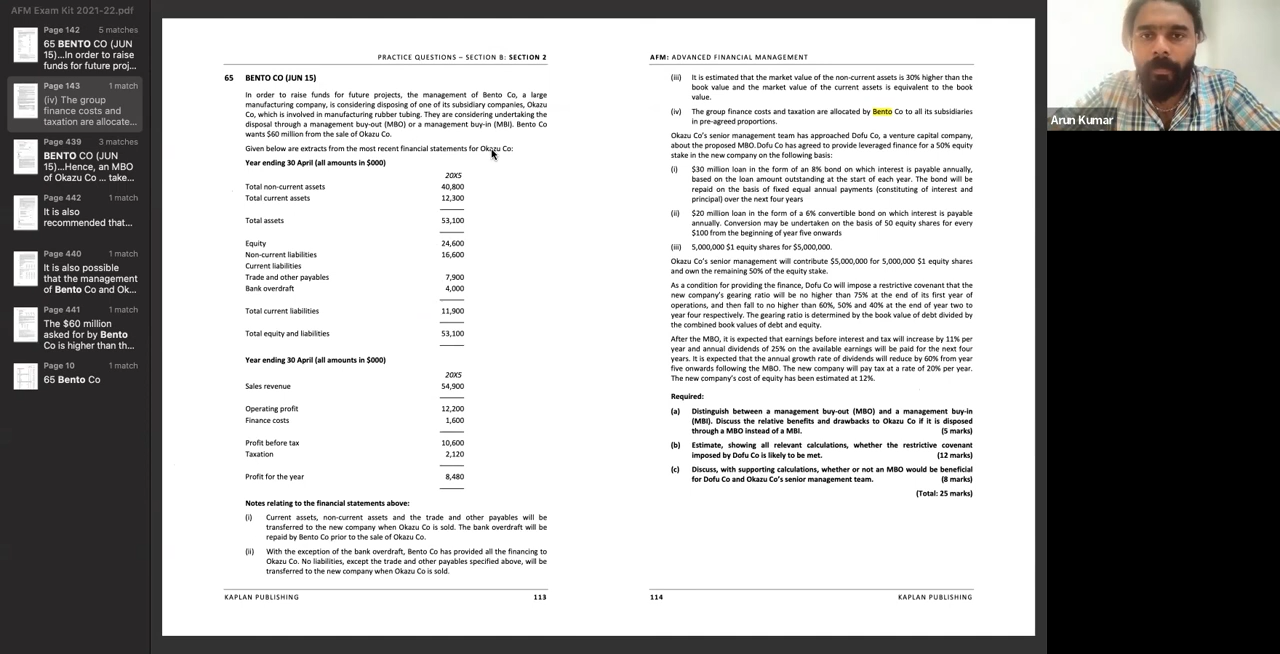 AFM Exam Kit 2021-22.pdf
Page 142 5 matches
65 BENTO CO (JUN
15)...In order to raise
funds for future proj...
Page 143 1 match
(iv) The group
finance costs and
taxation are allocate...
Page 439 3 matches
BENTO CO (JUN
15)...Hence, an MBO
of Okazu Co ... take...
Page 442 1 match
It is also
recommended that...
Page 440 2 matches
It is also possible
that the management
of Bento Co and Ok...
Page 441 1 match
The $60 million
asked for by Bento
Co is higher than th...
Page 10 1 match
65 Bento Co
PRACTICE QUESTIONS – SECTION B: SECTION 2
65 BENTO CO (JUN 15)
In order to raise funds for future projects, the management of Bento Co, a large
manufacturing company, is considering disposing of one of its subsidiary companies, Okazu
Co, which is involved in manufacturing rubber tubing. They are considering undertaking the
disposal through a management buy-out (MBO) or a management buy-in (MBI). Bento Co
wants $60 million from the sale of Okazu Co.
Given below are extracts from the most recent financial statements for Okazu Co:
Year ending 30 April (all amounts in $000)
20X5
Total non-current assets 40,800
Total current assets 12,300
Total assets 53,100
Equity 24,600
Non-current liabilities 16,600
Current liabilities
Trade and other payables 7,900
Bank overdraft 4,000
Total current liabilities 11,900
Total equity and liabilities 53,100
Year ending 30 April (all amounts in $000)
20X5
Sales revenue 54,900
Operating profit 12,200
Finance costs 1,600
Profit before tax 10,600
Taxation 2,120
Profit for the year 8,480
Notes relating to the financial statements above:
(i) Current assets, non-current assets and the trade and other payables will be
transferred to the new company when Okazu Co is sold. The bank overdraft will be
repaid by Bento Co prior to the sale of Okazu Co.
(ii) With the exception of the bank overdraft, Bento Co has provided all the financing to
Okazu Co. No liabilities, except the trade and other payables specified above, will be
transferred to the new company when Okazu Co is sold.
KAPLAN PUBLISHING 113
AFM: ADVANCED FINANCIAL MANAGEMENT
(iii) It is estimated that the market value of the non-current assets is 30% higher than the
book value and the market value of the current assets is equivalent to the book
value.
(iv) The group finance costs and taxation are allocated by Bento Co to all its subsidiaries
in pre-agreed proportions.
Okazu Co's senior management team has approached Dofu Co, a venture capital company,
about the proposed MBO.Dofu Co has agreed to provide leveraged finance for a 50% equity
stake in the new company on the following basis:
(i) $30 million loan in the form of an 8% bond on which interest is payable annually,
based on the loan amount outstanding at the start of each year. The bond will be
repaid on the basis of fixed equal annual payments (constituting of interest and
principal) over the next four years
(ii) $20 million loan in the form of a 6% convertible bond on which interest is payable
annually. Conversion may be undertaken on the basis of 50 equity shares for every
$100 from the beginning of year five onwards
(iii) 5,000,000 $1 equity shares for $5,000,000.
Okazu Co's senior management will contribute $5,000,000 for 5,000,000 $1 equity shares
and own the remaining 50% of the equity stake.
As a condition for providing the finance, Dofu Co will impose a restrictive covenant that the
new company's gearing ratio will be no higher than 75% at the end of its first year of
operations, and then fall to no higher than 60%, 50% and 40% at the end of year two to
year four respectively. The gearing ratio is determined by the book value of debt divided by
the combined book values of debt and equity.
After the MBO, it is expected that earnings before interest and tax will increase by 11% per
year and annual dividends of 25% on the available earnings will be paid for the next four
years. It is expected that the annual growth rate of dividends will reduce by 60% from year
five onwards following the MBO. The new company will pay tax at a rate of 20% per year.
The new company's cost of equity has been estimated at 12%.
Required:
(a) Distinguish between a management buy-out (MBO) and a management buy-in
(MBI). Discuss the relative benefits and drawbacks to Okazu Co if it is disposed
through a MBO instead of a MBI. (5 marks)
(b) Estimate, showing all relevant calculations, whether the restrictive covenant
imposed by Dofu Co is likely to be met. (12 marks)
(c) Discuss, with supporting calculations, whether or not an MBO would be beneficial
for Dofu Co and Okazu Co's senior management team. (8 marks)
(Total: 25 marks)
114 KAPLAN PUBLISHING
Arun Kumar